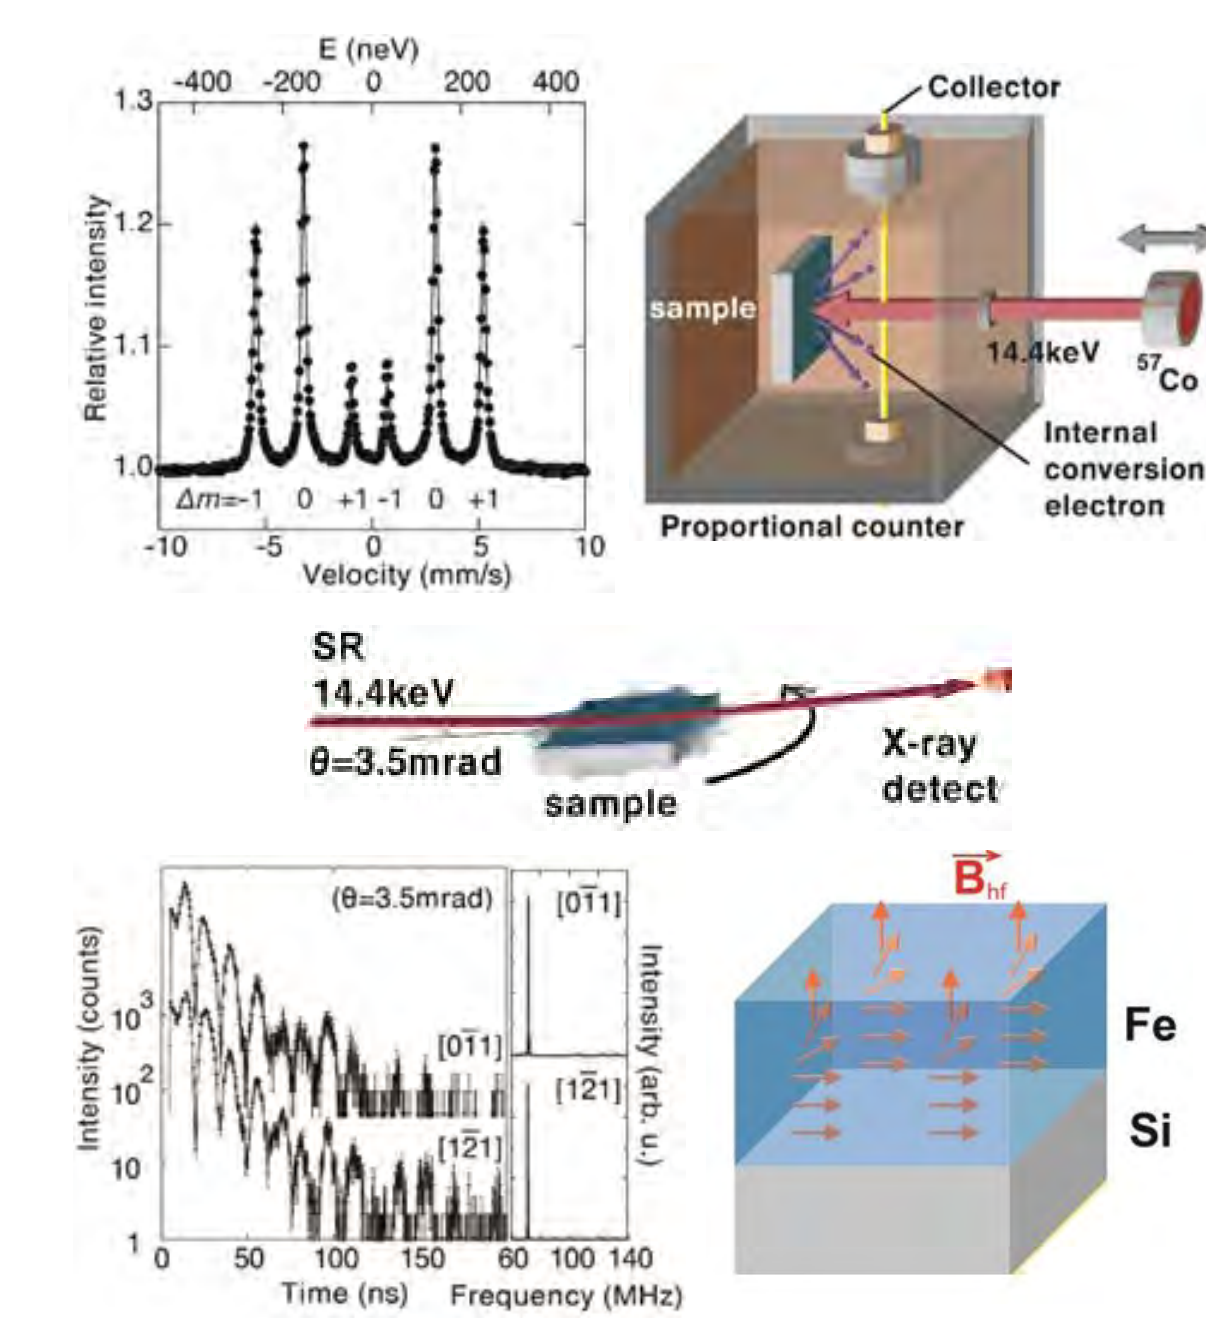 E (neV)
-400 -200 0 200 400
1.3
1.2
1.1
1.0
Relative intensity
Δm=-1 0 +1 -1 0 +1
-10 -5 0 5 10
Velocity (mm/s)
Collector
sample
14.4keV
57Co
Internal
conversion
electron
Proportional counter
SR
14.4keV
θ=3.5mrad
sample
X-ray
detect
(θ=3.5mrad)
[01̅1]
[12̅1]
10³
10²
10
1
Intensity (counts)
0 50 100 150
Time (ns)
[01̅1]
[12̅1]
Intensity (arb. u.)
60 100 140
Frequency (MHz)
B⃗hf
Fe
Si